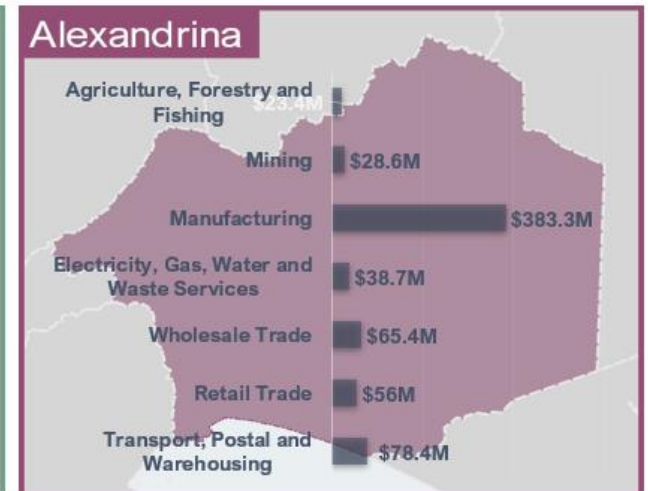 Alexandrina
Agriculture, Forestry and
Fishing
$23.4M
Mining
$28.6M
Manufacturing
$383.3M
Electricity, Gas, Water and
Waste Services
$38.7M
Wholesale Trade
$65.4M
Retail Trade
$56M
Transport, Postal and
Warehousing
$78.4M